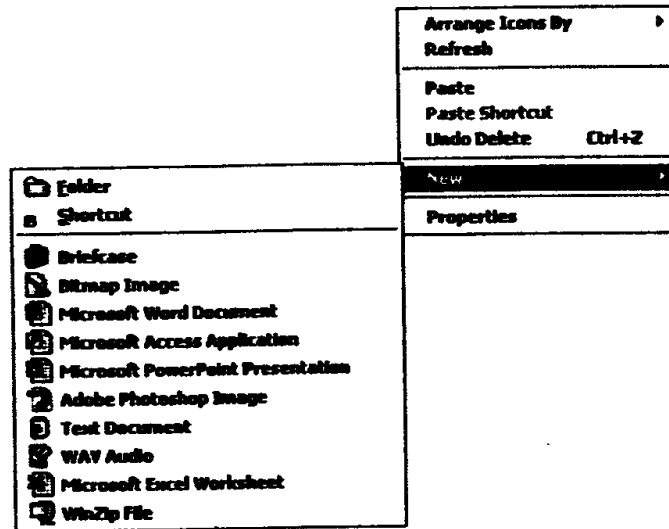 Arrange Icons By
Refresh
Paste
Paste Shortcut
Undo Delete Ctrl+Z
New
Properties
Folder
Shortcut
Briefcase
Bitmap Image
Microsoft Word Document
Microsoft Access Application
Microsoft PowerPoint Presentation
Adobe Photoshop Image
Text Document
WAV Audio
Microsoft Excel Worksheet
WinZip File